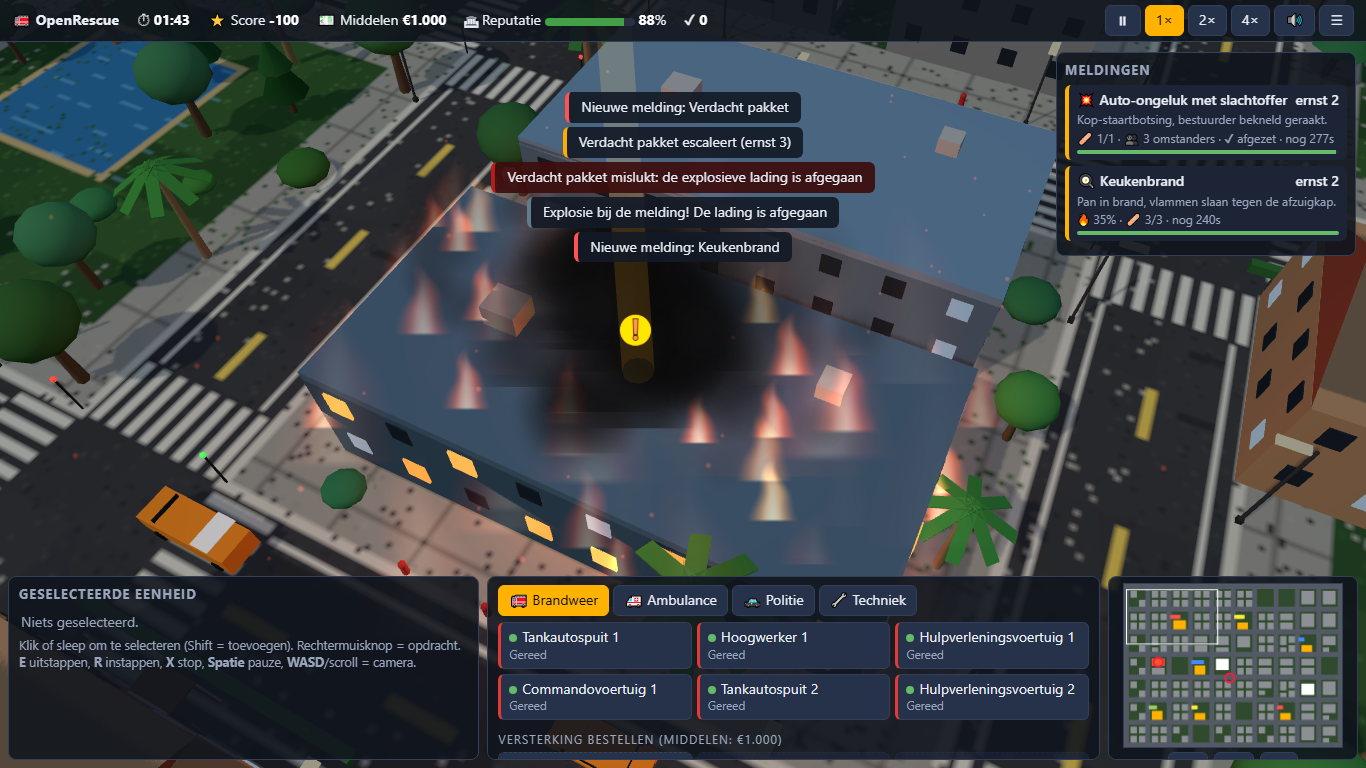 OpenRescue 01:43 Score -100 Middelen €1.000 Reputatie 88% ✓ 0
1× 2× 4×
MELDINGEN
Auto-ongeluk met slachtoffer ernst 2
Kop-staartbotsing, bestuurder bekneld geraakt.
1/1 · 3 omstanders · ✓ afgezet · nog 277s
Keukenbrand ernst 2
Pan in brand, vlammen slaan tegen de afzuigkap.
35% · 3/3 · nog 240s
Nieuwe melding: Verdacht pakket
Verdacht pakket escaleert (ernst 3)
Verdacht pakket mislukt: de explosieve lading is afgegaan
Explosie bij de melding! De lading is afgegaan
Nieuwe melding: Keukenbrand
GESELECTEERDE EENHEID
Niets geselecteerd.
Klik of sleep om te selecteren (Shift = toevoegen). Rechtermuisknop = opdracht.
E uitstappen, R instappen, X stop, Spatie pauze, WASD/scroll = camera.
Brandweer Ambulance Politie Techniek
Tankautospuit 1
Gereed
Hoogwerker 1
Gereed
Hulpverleningsvoertuig 1
Gereed
Commandovoertuig 1
Gereed
Tankautospuit 2
Gereed
Hulpverleningsvoertuig 2
Gereed
VERSTERKING BESTELLEN (MIDDELEN: €1.000)